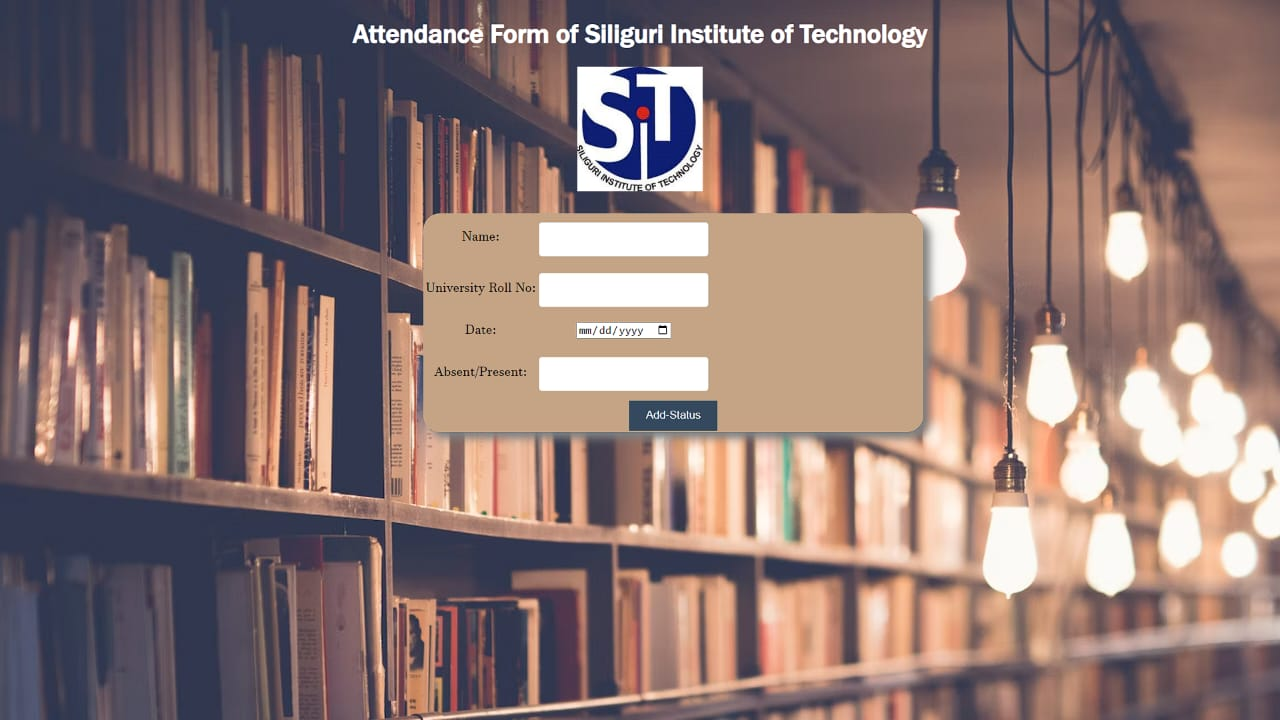 Attendance Form of Siliguri Institute of Technology
SiT
SILIGURI INSTITUTE OF TECHNOLOGY
Name:
University Roll No:
Date:
mm/dd/yyyy
Absent/Present:
Add-Status